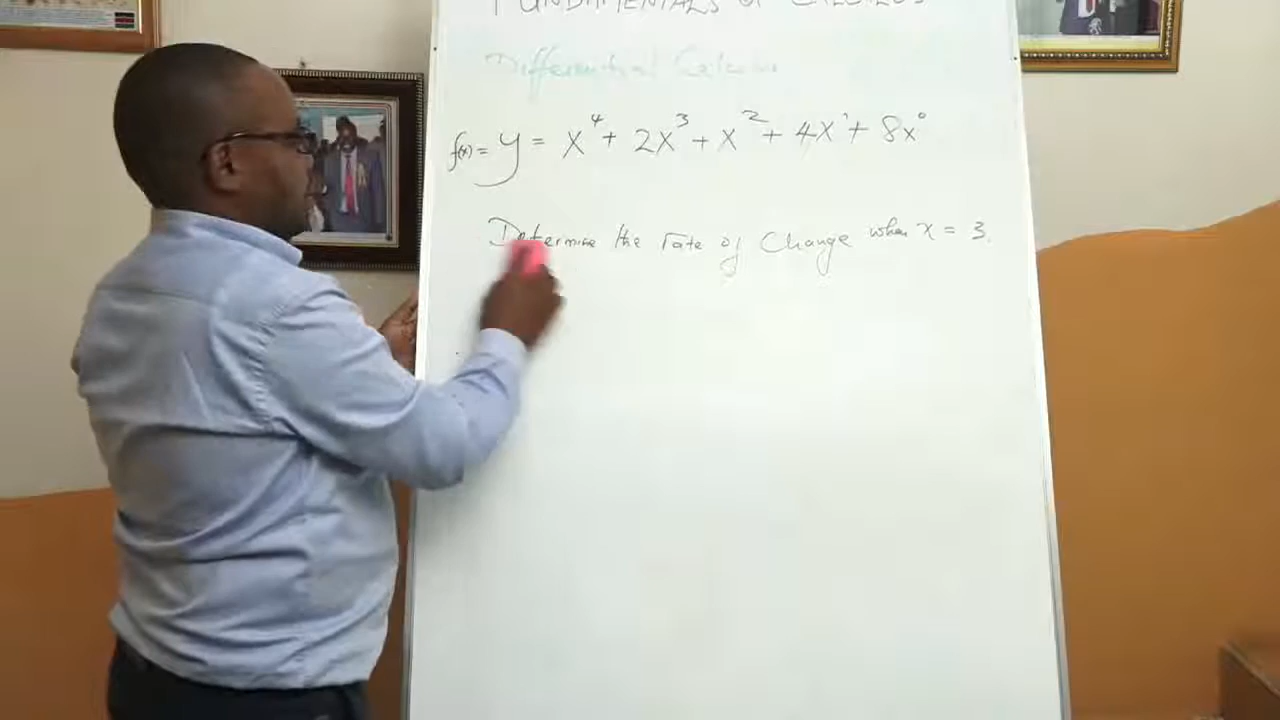 FUNDAMENTALS OF CALCULUS
Differential Calculus
f(x) = y = x⁴ + 2x³ + x² + 4x¹ + 8x⁰
Determine the rate of Change when x = 3.